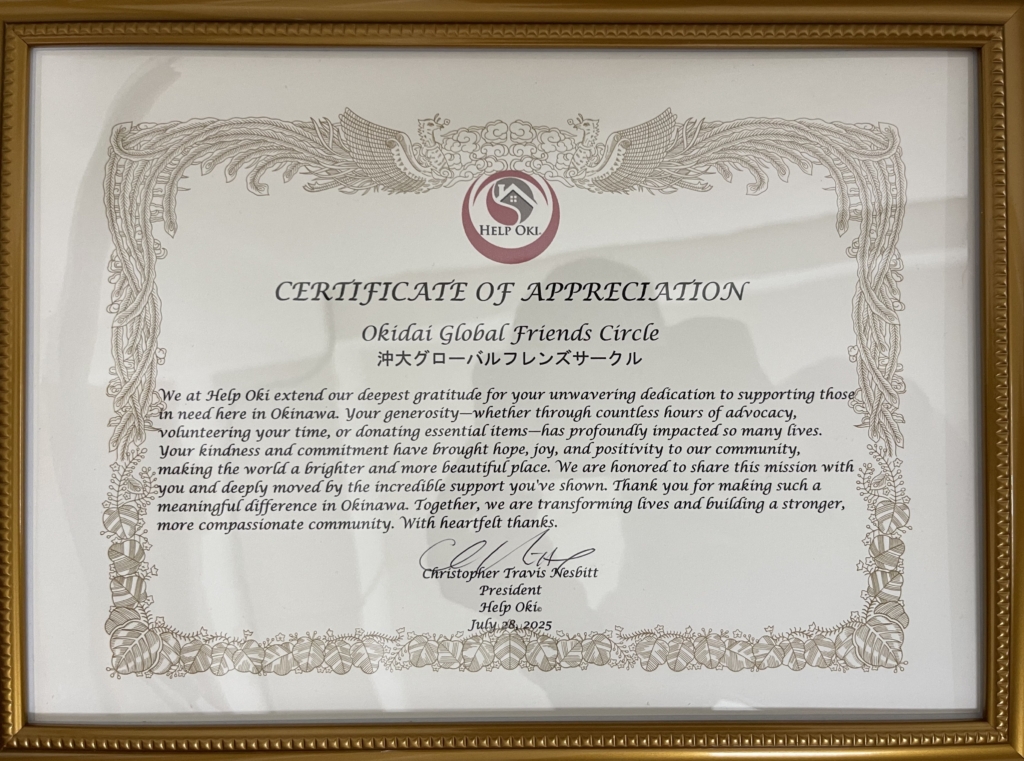 HELP OKI
CERTIFICATE OF APPRECIATION
Okidai Global Friends Circle
沖大グローバルフレンズサークル
We at Help Oki extend our deepest gratitude for your unwavering dedication to supporting those
in need here in Okinawa. Your generosity—whether through countless hours of advocacy,
volunteering your time, or donating essential items—has profoundly impacted so many lives.
Your kindness and commitment have brought hope, joy, and positivity to our community,
making the world a brighter and more beautiful place. We are honored to share this mission with
you and deeply moved by the incredible support you've shown. Thank you for making such a
meaningful difference in Okinawa. Together, we are transforming lives and building a stronger,
more compassionate community. With heartfelt thanks.
Christopher Travis Nesbitt
President
Help Oki
July 28, 2025